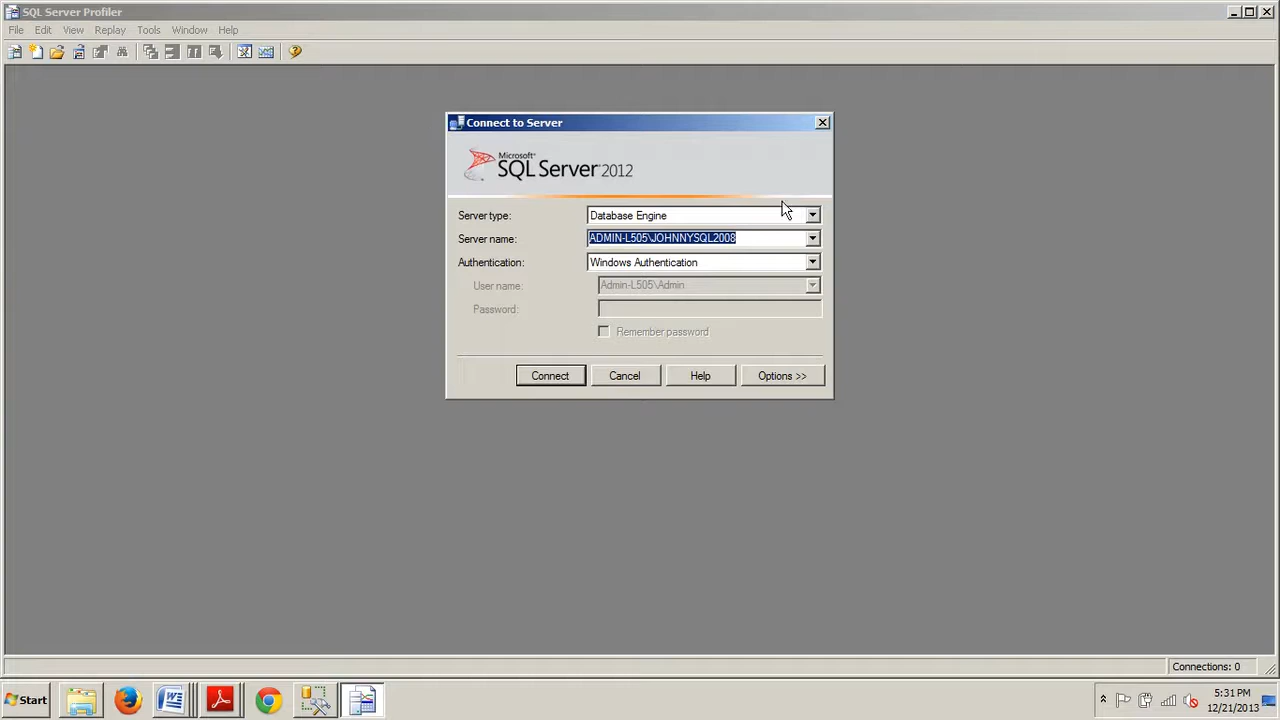 SQL Server Profiler
File Edit View Replay Tools Window Help
Connect to Server
Microsoft®
SQL Server® 2012
Server type: Database Engine
Server name: ADMIN-L505\JOHNNYSQL2008
Authentication: Windows Authentication
User name: Admin-L505\Admin
Password:
Remember password
Connect Cancel Help Options >>
Connections: 0
Start
5:31 PM
12/21/2013